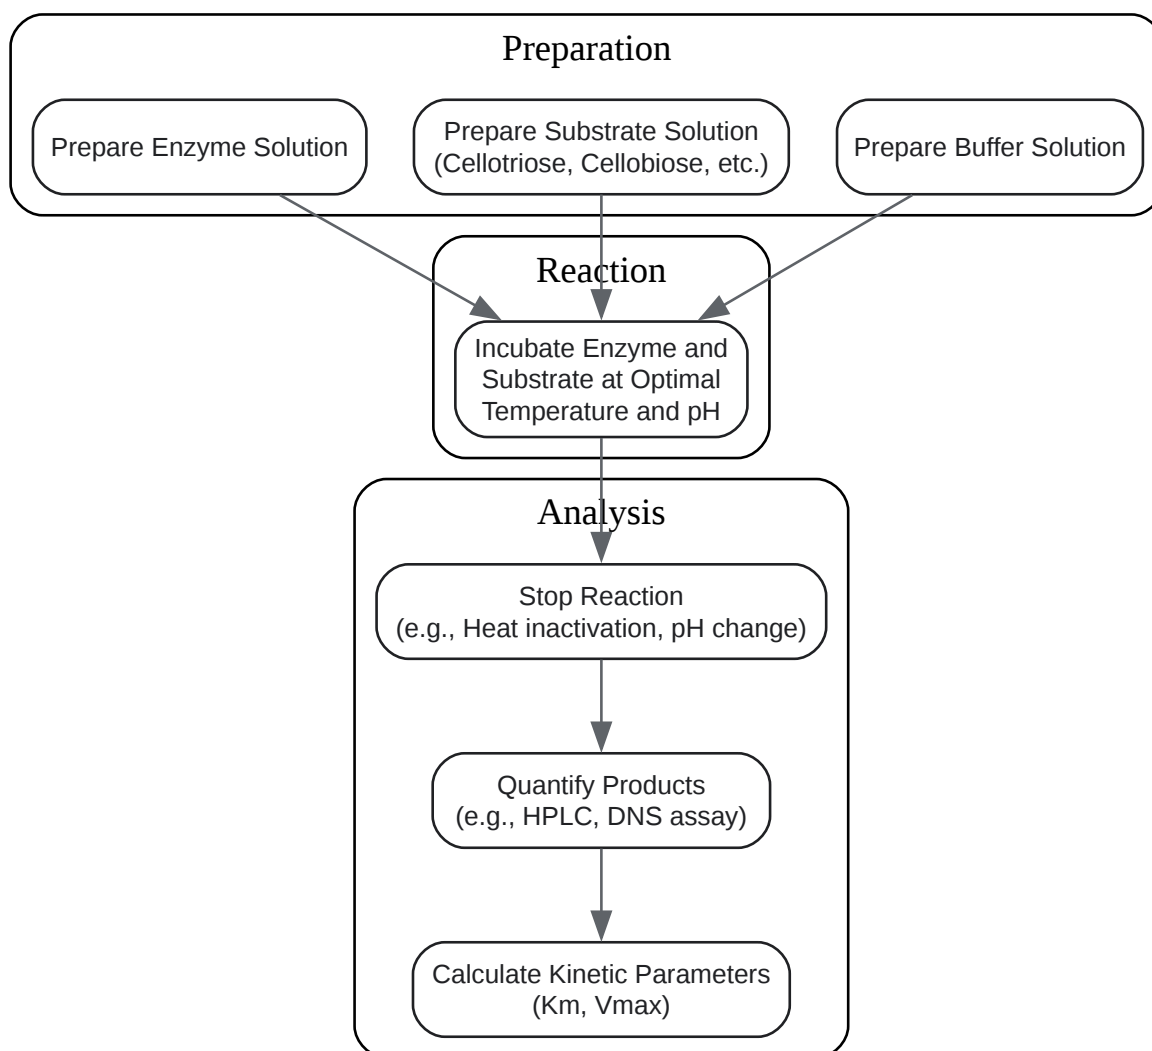 Preparation
Prepare Enzyme Solution
Prepare Substrate Solution
(Cellotriose, Cellobiose, etc.)
Prepare Buffer Solution
Reaction
Incubate Enzyme and
Substrate at Optimal
Temperature and pH
Analysis
Stop Reaction
(e.g., Heat inactivation, pH change)
Quantify Products
(e.g., HPLC, DNS assay)
Calculate Kinetic Parameters
(Km, Vmax)